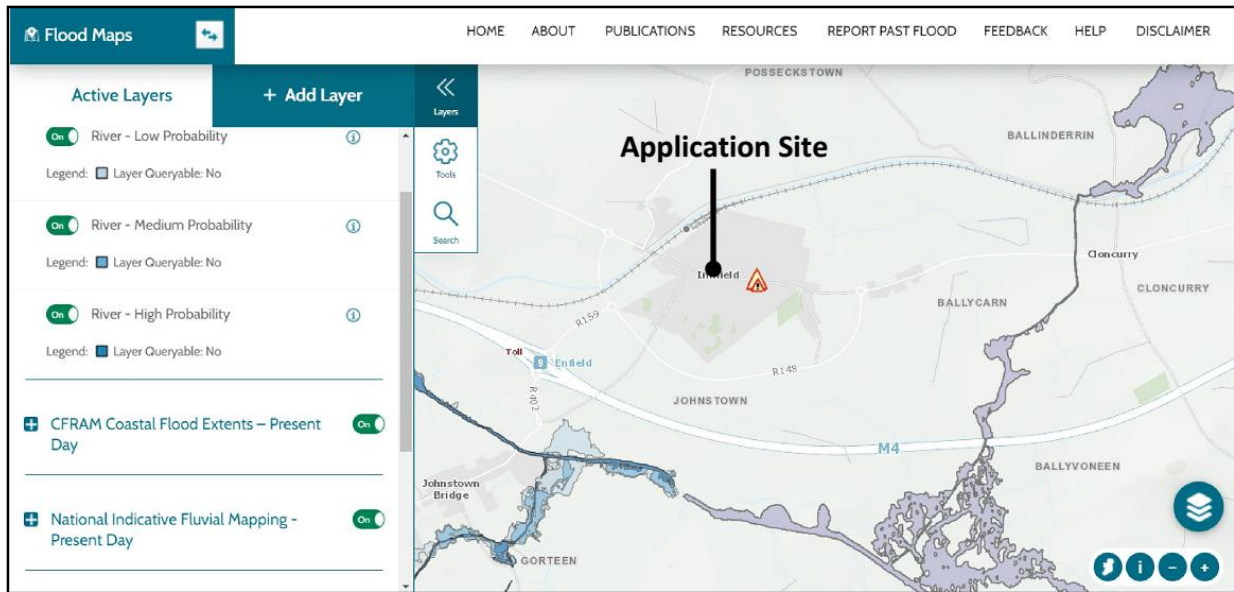 Flood Maps
HOME ABOUT PUBLICATIONS RESOURCES REPORT PAST FLOOD FEEDBACK HELP DISCLAIMER
Active Layers
+ Add Layer
River - Low Probability
Legend: Layer Queryable: No
On River - Medium Probability
Legend: Layer Queryable: No
On River - High Probability
Legend: Layer Queryable: No
CFRAM Coastal Flood Extents – Present
Day
On
National Indicative Fluvial Mapping -
Present Day
On
Layers
Tools
Search
POSSECKSTOWN
Application Site
BALLINDERRIN
Cloncurry
CLONCURRY
BALLYCARN
R159
Toll
9 Enfield
R402
R148
JOHNSTOWN
M4
BALLYVONEEN
Johnstown
Bridge
GORTEEN